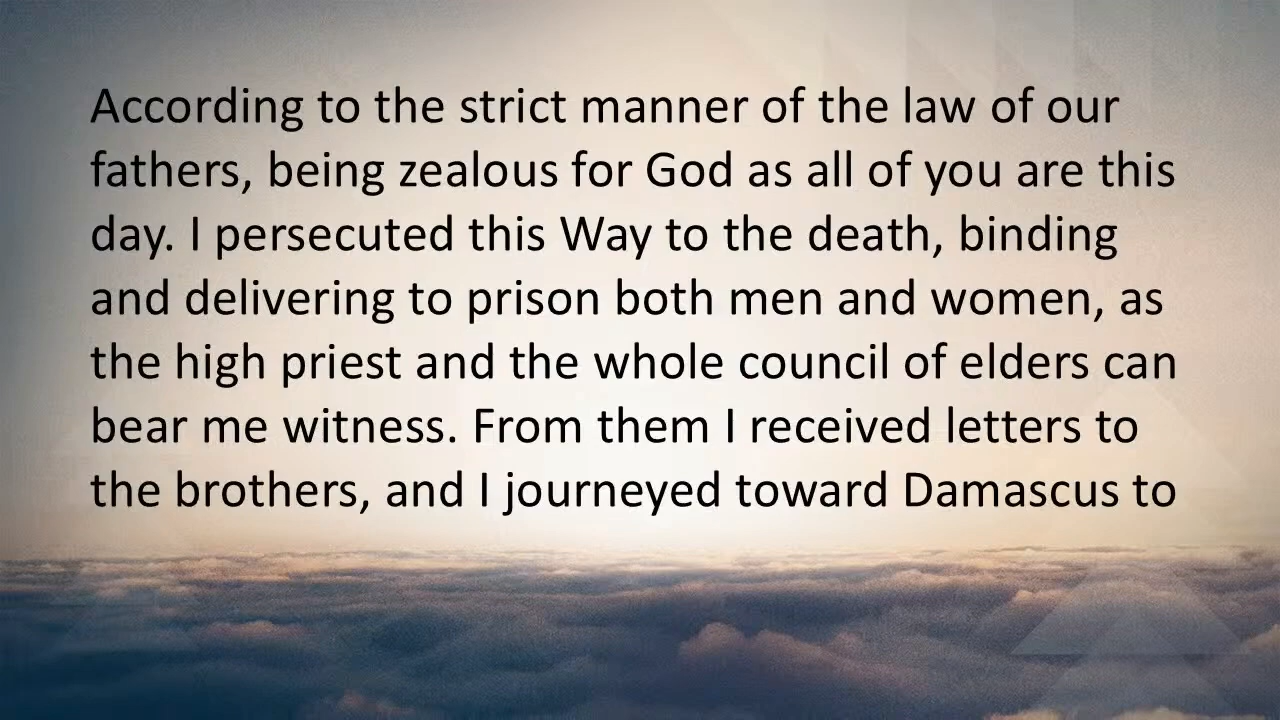 According to the strict manner of the law of our
fathers, being zealous for God as all of you are this
day. I persecuted this Way to the death, binding
and delivering to prison both men and women, as
the high priest and the whole council of elders can
bear me witness. From them I received letters to
the brothers, and I journeyed toward Damascus to